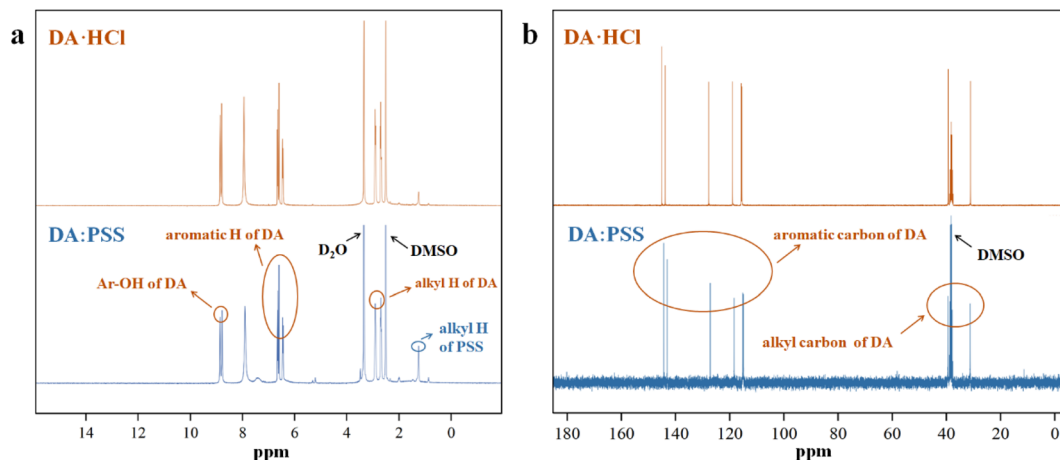 a
DA·HCl
DA:PSS
aromatic H of DA
D₂O
DMSO
Ar-OH of DA
alkyl H of DA
alkyl H
of PSS
14 12 10 8 6 4 2 0
ppm
b
DA·HCl
DA:PSS
aromatic carbon of DA
DMSO
alkyl carbon of DA
180 160 140 120 100 80 60 40 20 0
ppm